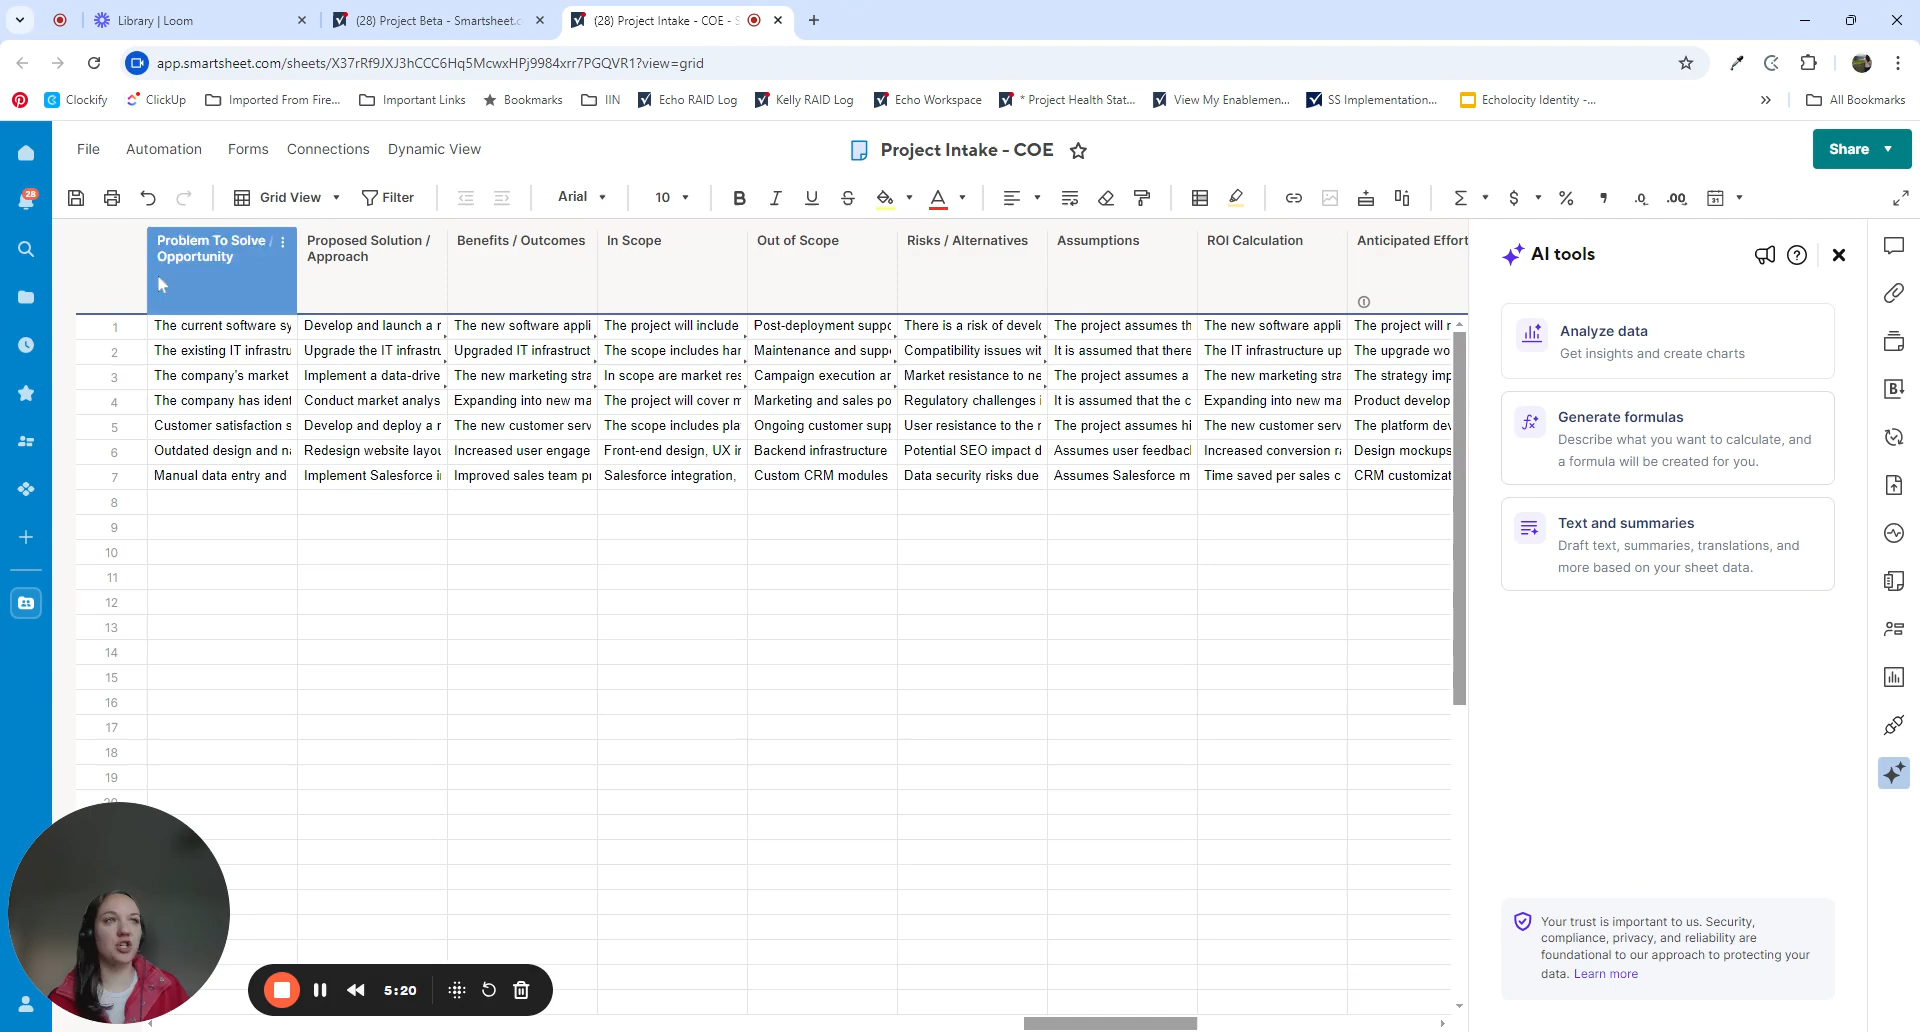 Library | Loom
(28) Project Beta - Smartsheet.c
(28) Project Intake - COE - S
app.smartsheet.com/sheets/X37rRf9JXJ3hCCC6Hq5McwxHPj9984xrr7PGQVR1?view=grid
Clockify
ClickUp
Imported From Fire...
Important Links
Bookmarks
IIN
Echo RAID Log
Kelly RAID Log
Echo Workspace
* Project Health Stat...
View My Enablemen...
SS Implementation...
Echolocity Identity -...
All Bookmarks
File
Automation
Forms
Connections
Dynamic View
Project Intake - COE
Share
28
Grid View
Filter
Arial
10
Problem To Solve /
Opportunity
Proposed Solution /
Approach
Benefits / Outcomes
In Scope
Out of Scope
Risks / Alternatives
Assumptions
ROI Calculation
Anticipated Effort
1 The current software sy Develop and launch a r The new software appli The project will include Post-deployment suppo There is a risk of develo The project assumes th The new software appli The project will r
2 The existing IT infrastru Upgrade the IT infrastru Upgraded IT infrastruct The scope includes har Maintenance and suppo Compatibility issues wit It is assumed that there The IT infrastructure up The upgrade wo
3 The company's market Implement a data-drive The new marketing stra In scope are market res Campaign execution ar Market resistance to ne The project assumes a The new marketing stra The strategy imp
4 The company has ident Conduct market analys Expanding into new ma The project will cover m Marketing and sales po Regulatory challenges i It is assumed that the c Expanding into new ma Product develop
5 Customer satisfaction s Develop and deploy a r The new customer serv The scope includes pla Ongoing customer supp User resistance to the r The project assumes hi The new customer serv The platform dev
6 Outdated design and na Redesign website layou Increased user engage Front-end design, UX ir Backend infrastructure Potential SEO impact d Assumes user feedbacl Increased conversion ra Design mockups
7 Manual data entry and Implement Salesforce i Improved sales team pr Salesforce integration, Custom CRM modules Data security risks due Assumes Salesforce m Time saved per sales c CRM customizat
8
9
10
11
12
13
14
15
16
17
18
19
AI tools
Analyze data
Get insights and create charts
Generate formulas
Describe what you want to calculate, and
a formula will be created for you.
Text and summaries
Draft text, summaries, translations, and
more based on your sheet data.
Your trust is important to us. Security,
compliance, privacy, and reliability are
foundational to our approach to protecting your
data. Learn more
5:20